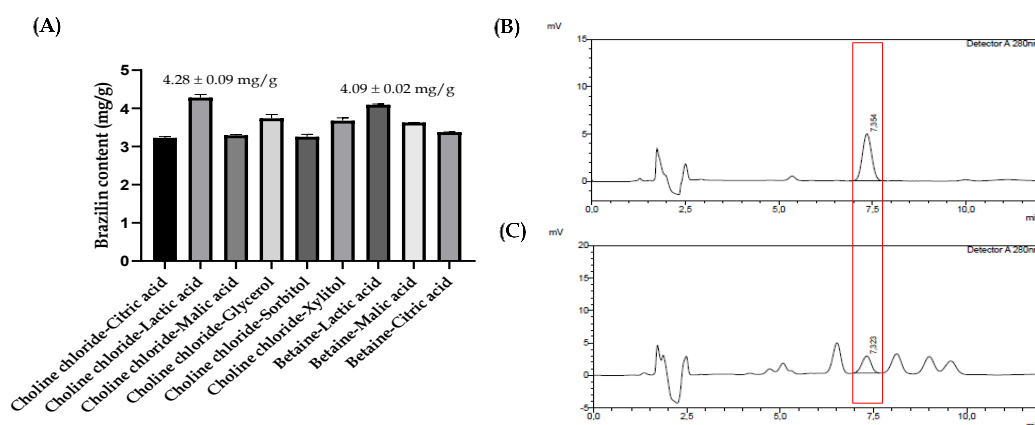 (A)
4.28 ± 0.09 mg/g
4.09 ± 0.02 mg/g
Brazilin content (mg/g)
5
4
3
2
1
0
Choline chloride-Citric acid
Choline chloride-Lactic acid
Choline chloride-Malic acid
Choline chloride-Glycerol
Choline chloride-Sorbitol
Choline chloride-Xylitol
Betaine-Lactic acid
Betaine-Malic acid
Betaine-Citric acid
(B)
mV
15
Detector A 280nm
10
5
7,354
0
0,0 2,5 5,0 7,5 10,0
(C)
mV
20
Detector A 280nm
15
10
5
7,323
0
-5
0,0 2,5 5,0 7,5 10,0